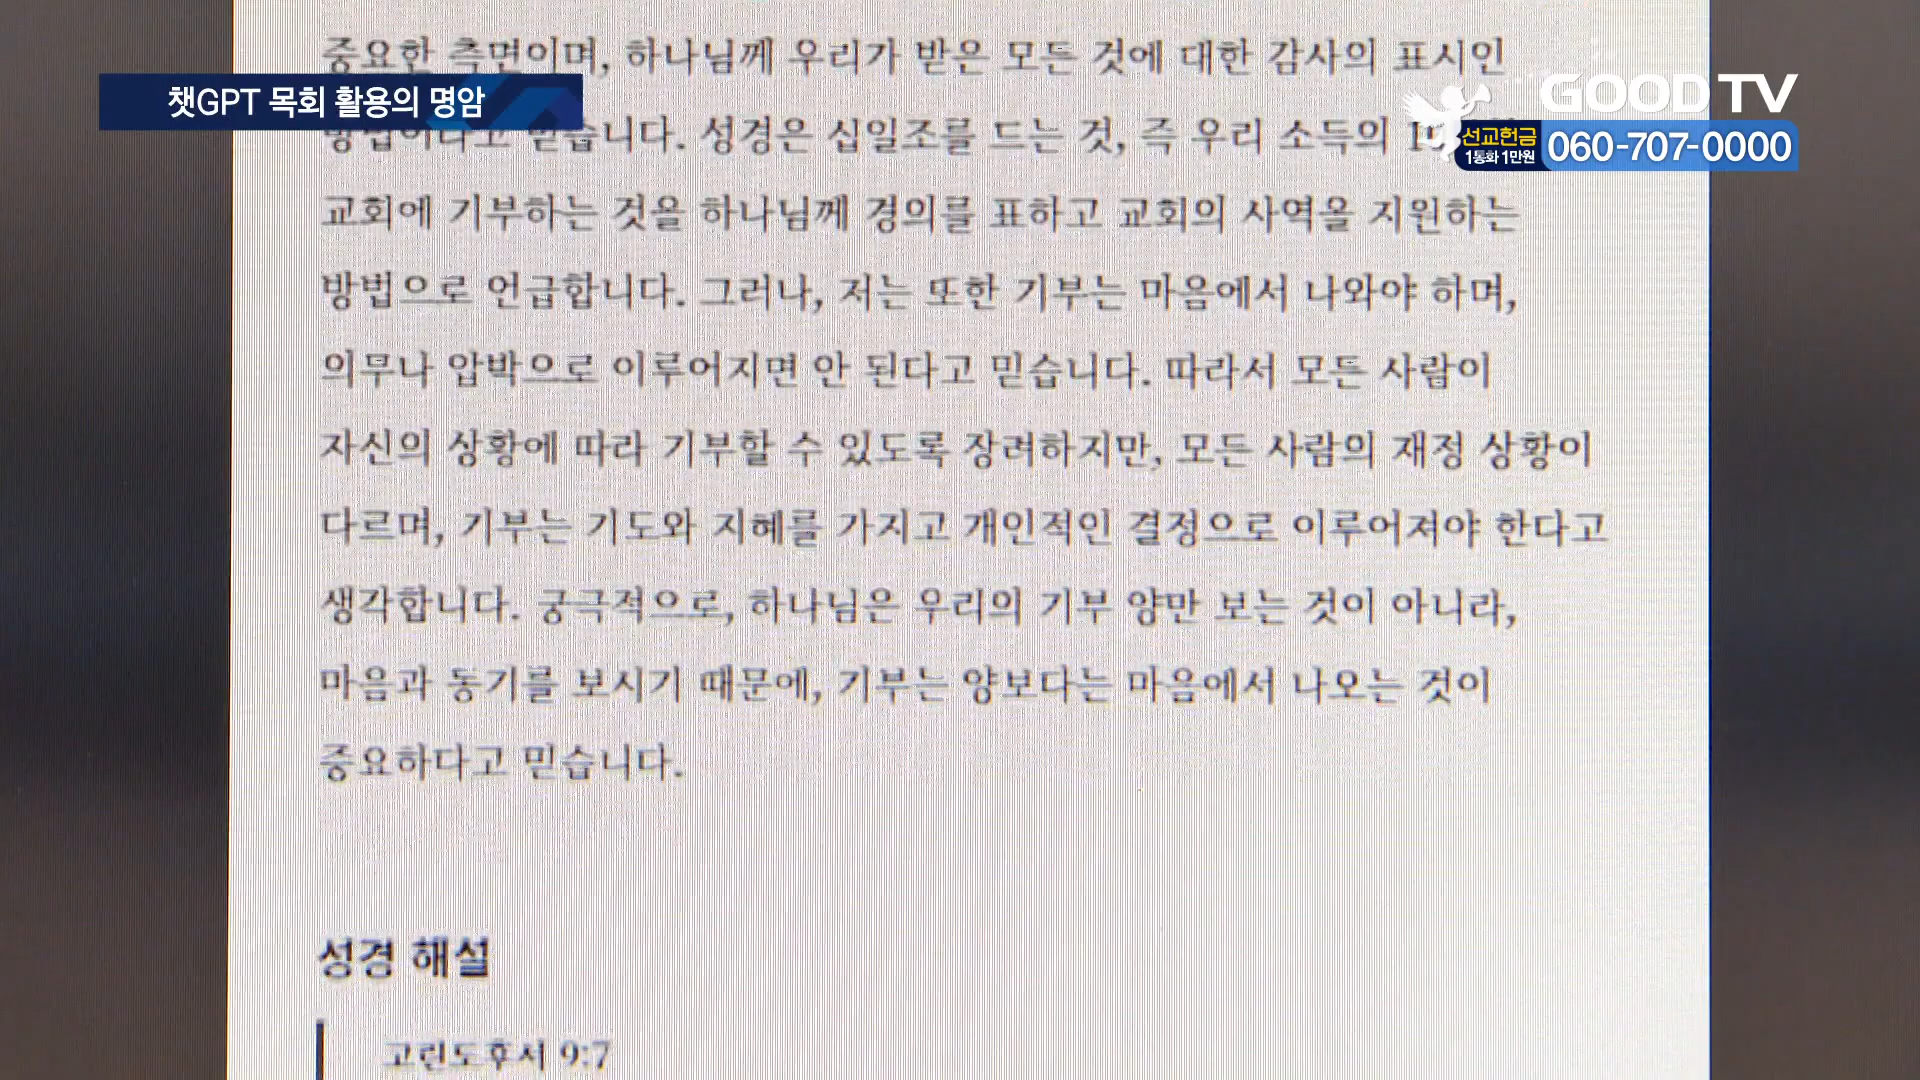 중요한 측면이며, 하나님께 우리가 받은 모든 것에 대한 감사의 표시인
챗GPT 목회 활용의 명암
GOODTV
선교헌금
1통화 1만원
060-707-0000
믿습니다. 성경은 십일조를 드는 것, 즉 우리 소득의
교회에 기부하는 것을 하나님께 경의를 표하고 교회의 사역을 지원하는
방법으로 언급합니다. 그러나, 저는 또한 기부는 마음에서 나와야 하며,
의무나 압박으로 이루어지면 안 된다고 믿습니다. 따라서 모든 사람이
자신의 상황에 따라 기부할 수 있도록 장려하지만, 모든 사람의 재정 상황이
다르며, 기부는 기도와 지혜를 가지고 개인적인 결정으로 이루어져야 한다고
생각합니다. 궁극적으로, 하나님은 우리의 기부 양만 보는 것이 아니라,
마음과 동기를 보시기 때문에, 기부는 양보다는 마음에서 나오는 것이
중요하다고 믿습니다.
성경 해설
고린도후서 9:7